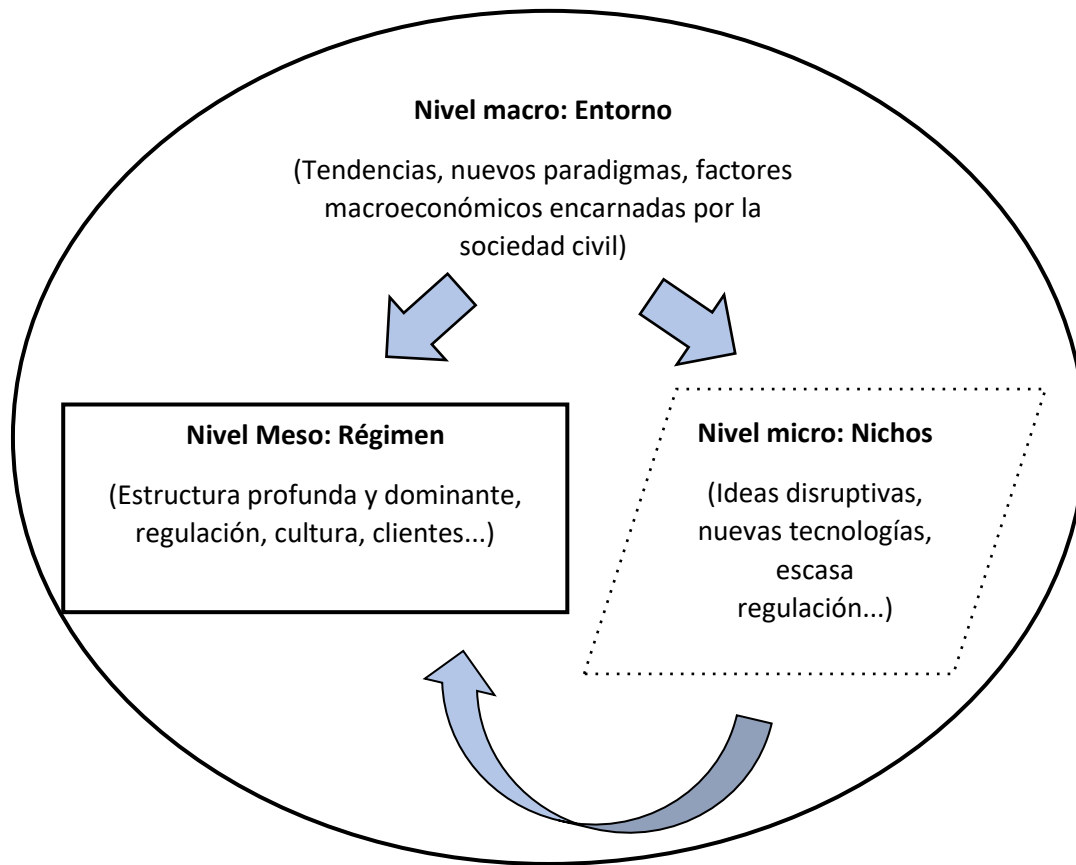 Nivel macro: Entorno
(Tendencias, nuevos paradigmas, factores
macroeconómicos encarnadas por la
sociedad civil)
Nivel Meso: Régimen
(Estructura profunda y dominante,
regulación, cultura, clientes...)
Nivel micro: Nichos
(Ideas disruptivas,
nuevas tecnologías,
escasa
regulación...)